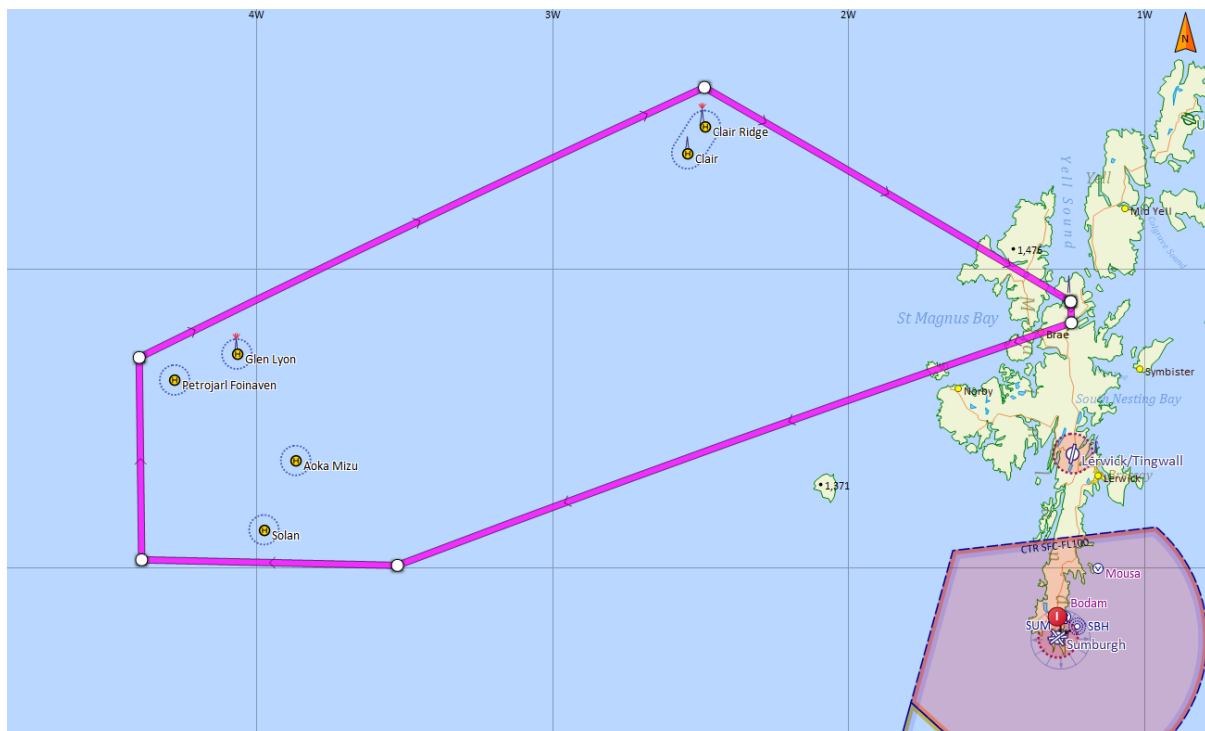 4W
3W
2W
1W
N
U
Clair Ridge
Clair
Yell Sound
Yell
Mid Yell
Colgrave Sound
1,476
St Magnus Bay
Brae
Glen Lyon
Petrojarl Foinaven
Symbister
Norby
South Nesting Bay
Aoka Mizu
Lerwick/Tingwall
Lerwick
1,371
Solan
CTR SFC-FL100
Mousa
Bodam
SUM
SBH
Sumburgh